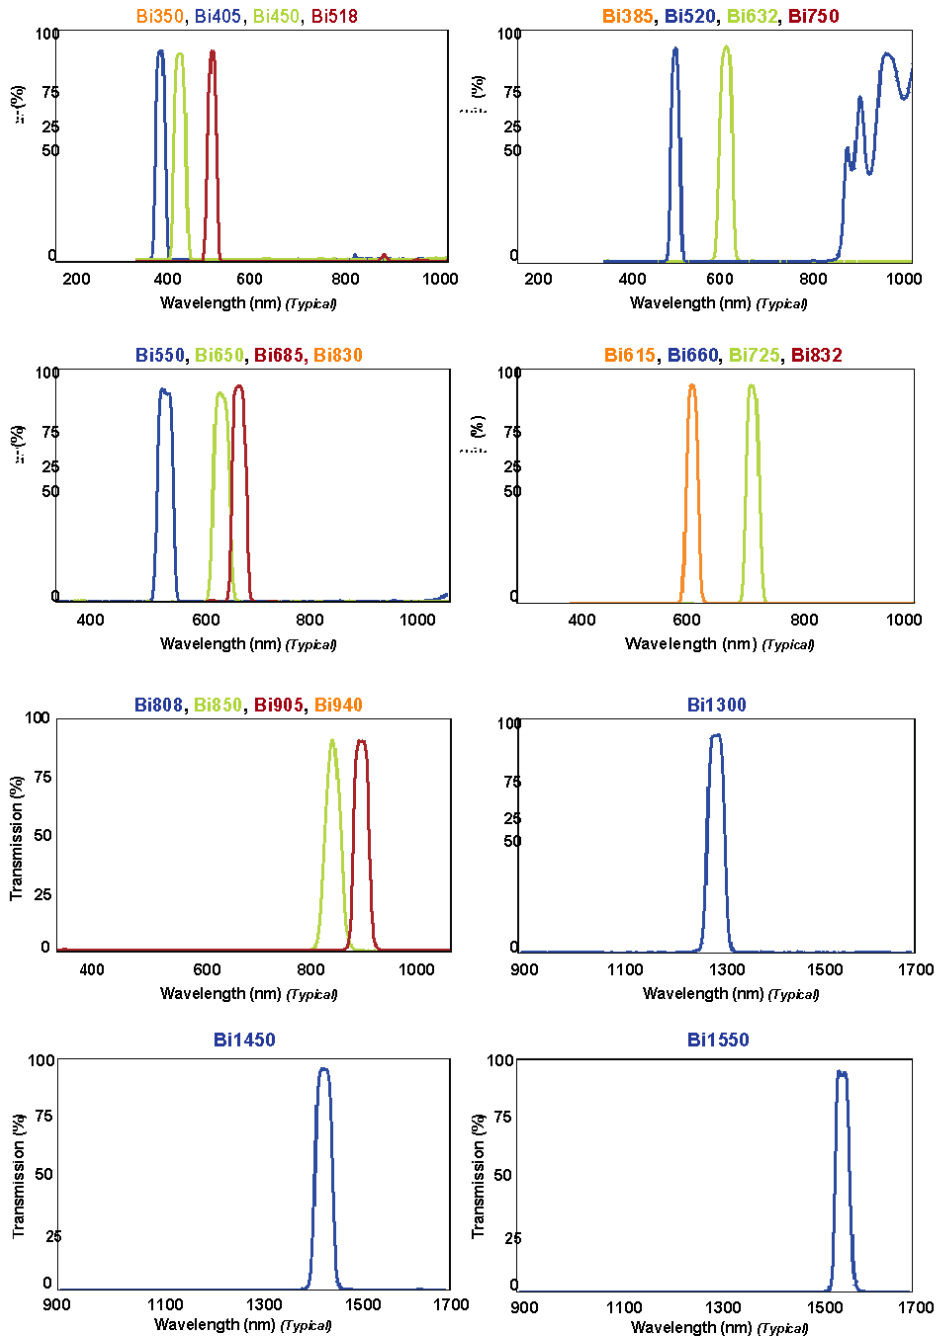 Bi350, Bi405, Bi450, Bi518
100
(%)
75
25
50
0
200 400 600 800 1000
Wavelength (nm) (Typical)
Bi385, Bi520, Bi632, Bi750
100
(%)
75
25
50
0
200 400 600 800 1000
Wavelength (nm) (Typical)
Bi550, Bi650, Bi685, Bi830
100
(%)
75
25
50
0
400 600 800 1000
Wavelength (nm) (Typical)
Bi615, Bi660, Bi725, Bi832
100
(%)
75
25
50
0
400 600 800 1000
Wavelength (nm) (Typical)
Bi808, Bi850, Bi905, Bi940
100
75
Transmission (%)
50
25
0
400 600 800 1000
Wavelength (nm) (Typical)
Bi1300
100
75
25
50
0
900 1100 1300 1500 1700
Wavelength (nm) (Typical)
Bi1450
100
75
Transmission (%)
50
25
0
900 1100 1300 1500 1700
Wavelength (nm) (Typical)
Bi1550
100
75
Transmission (%)
50
25
0
900 1100 1300 1500 1700
Wavelength (nm) (Typical)